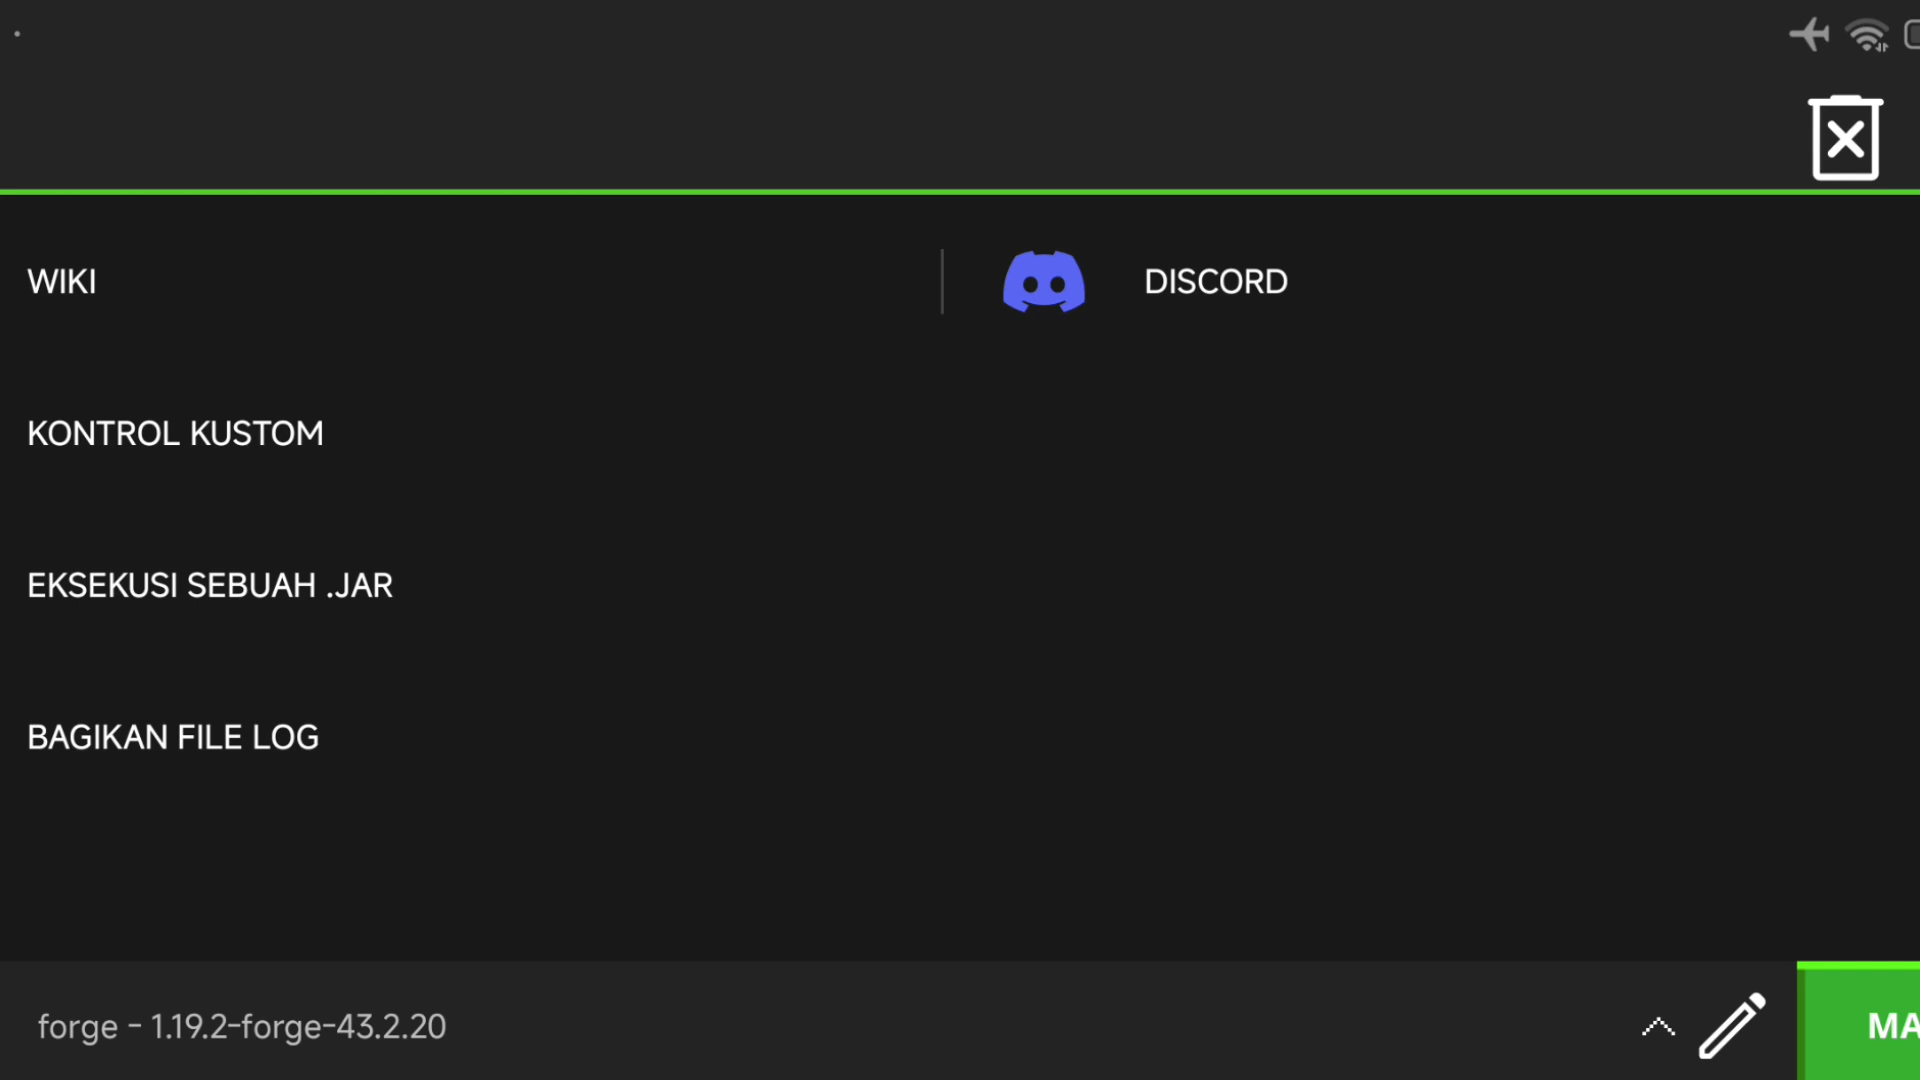 WIKI
DISCORD
KONTROL KUSTOM
EKSEKUSI SEBUAH .JAR
BAGIKAN FILE LOG
forge - 1.19.2-forge-43.2.20
MA